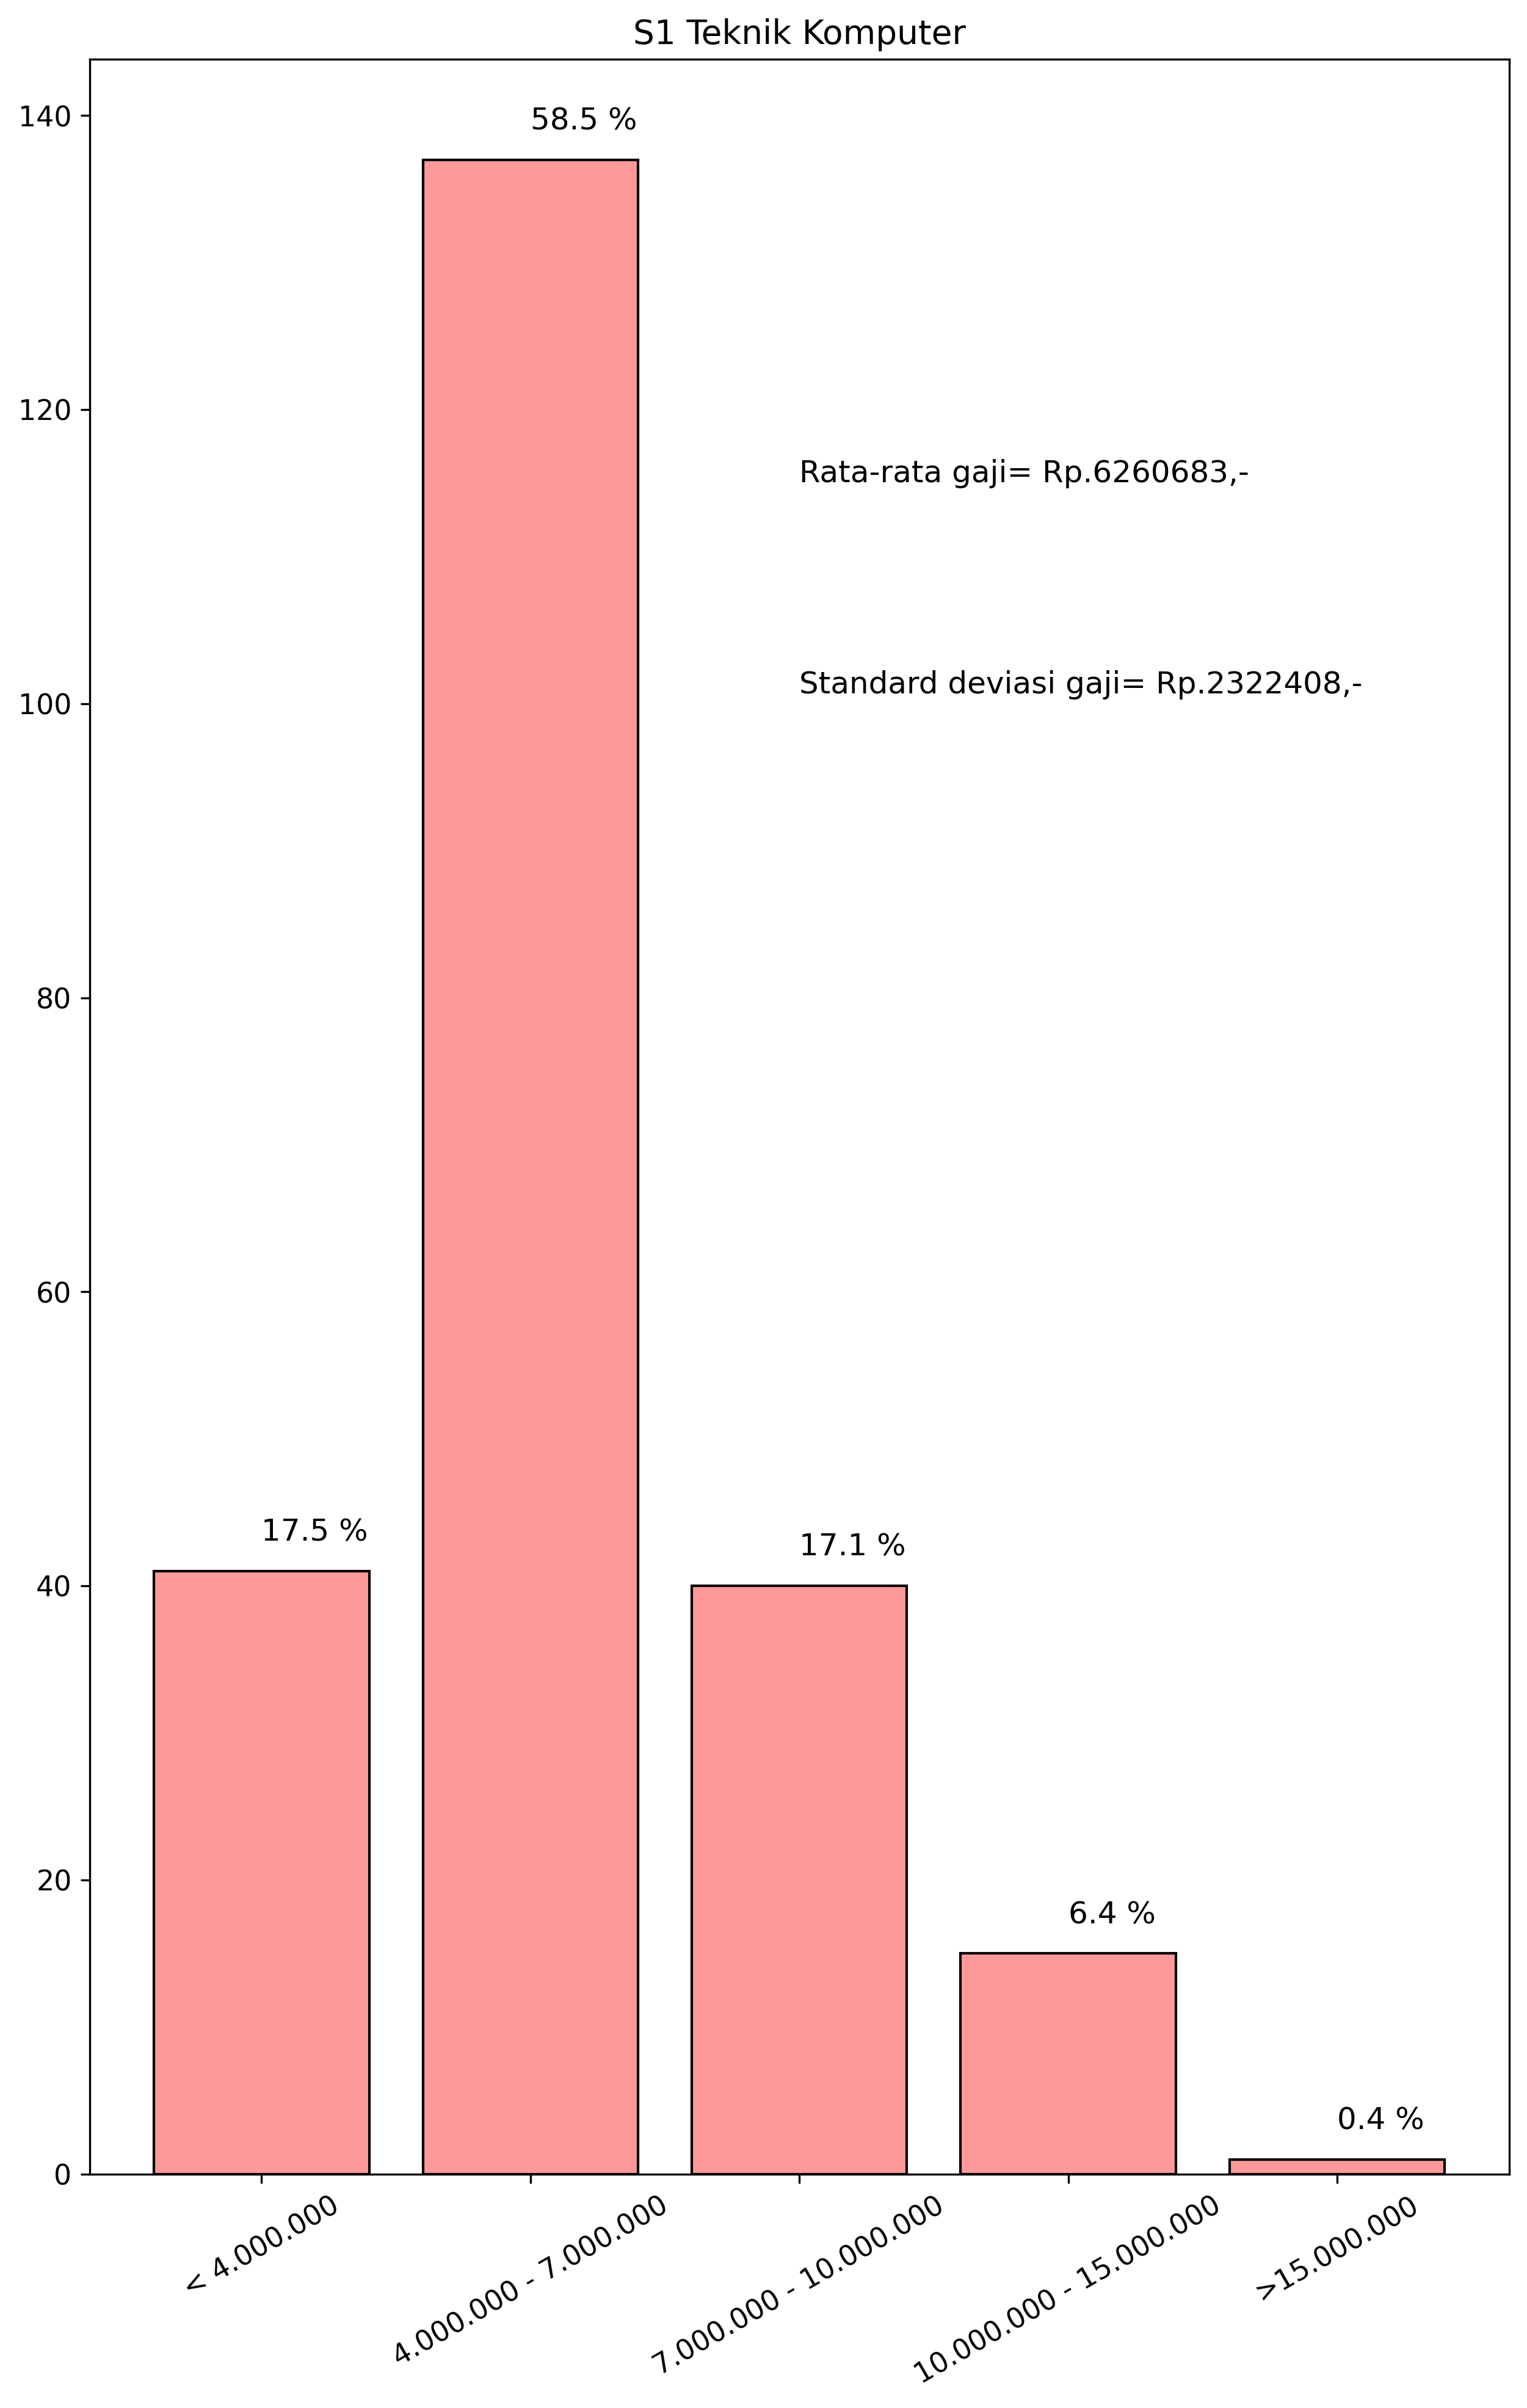 S1 Teknik Komputer
140
120
100
80
60
40
20
0
58.5 %
Rata-rata gaji= Rp.6260683,-
Standard deviasi gaji= Rp.2322408,-
17.5 %
17.1 %
6.4 %
0.4 %
< 4.000.000
4.000.000 - 7.000.000
7.000.000 - 10.000.000
10.000.000 - 15.000.000
>15.000.000